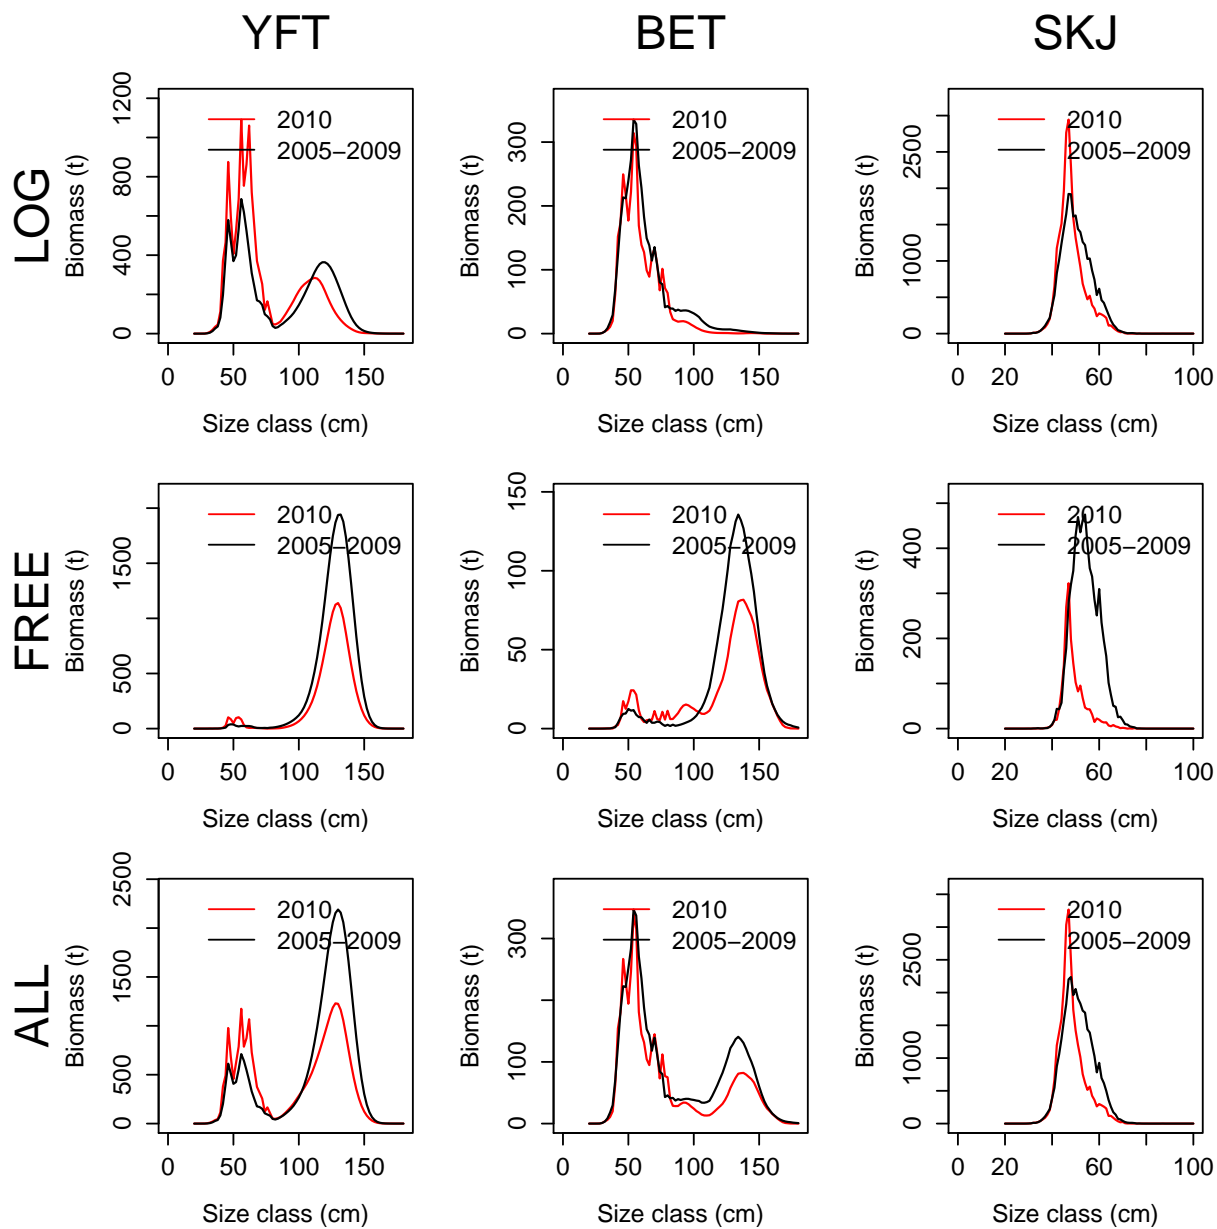 YFT BET SKJ
LOG
Biomass (t)
0 400 800 1200
2010
2005−2009
0 50 100 150
Size class (cm)
Biomass (t)
0 100 200 300
2010
2005−2009
0 50 100 150
Size class (cm)
Biomass (t)
0 1000 2500
2010
2005−2009
0 20 60 100
Size class (cm)
FREE
Biomass (t)
0 500 1500
2010
2005−2009
0 50 100 150
Size class (cm)
Biomass (t)
0 50 100 150
2010
2005−2009
0 50 100 150
Size class (cm)
Biomass (t)
0 200 400
2010
2005−2009
0 20 60 100
Size class (cm)
ALL
Biomass (t)
0 500 1500 2500
2010
2005−2009
0 50 100 150
Size class (cm)
Biomass (t)
0 100 300
2010
2005−2009
0 50 100 150
Size class (cm)
Biomass (t)
0 1000 2500
2010
2005−2009
0 20 60 100
Size class (cm)